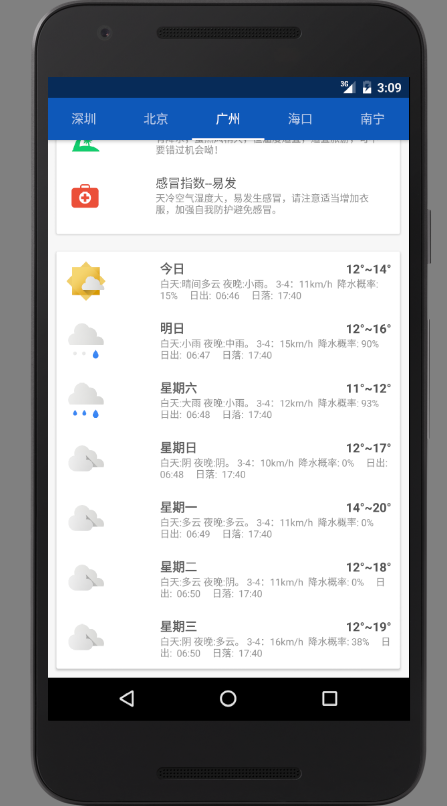 3G 3:09
深圳 北京 广州 海口 南宁
要错过机会呦！
感冒指数--易发
天冷空气湿度大，易发生感冒，请注意适当增加衣
服，加强自我防护避免感冒。
今日 12°~14°
白天:晴间多云 夜晚:小雨。 3-4： 11km/h 降水概率:
15% 日出: 06:46 日落: 17:40
明日 12°~16°
白天:小雨 夜晚:中雨。 3-4： 15km/h 降水概率: 90%
日出: 06:47 日落: 17:40
星期六 11°~12°
白天:大雨 夜晚:小雨。 3-4： 12km/h 降水概率: 93%
日出: 06:48 日落: 17:40
星期日 12°~17°
白天:阴 夜晚:阴。 3-4： 10km/h 降水概率: 0% 日出:
06:48 日落: 17:40
星期一 14°~20°
白天:多云 夜晚:多云。 3-4： 11km/h 降水概率: 0%
日出: 06:49 日落: 17:40
星期二 12°~18°
白天:多云 夜晚:阴。 3-4： 11km/h 降水概率: 0% 日
出: 06:50 日落: 17:40
星期三 12°~19°
白天:阴 夜晚:多云。 3-4： 16km/h 降水概率: 38% 日
出: 06:50 日落: 17:40